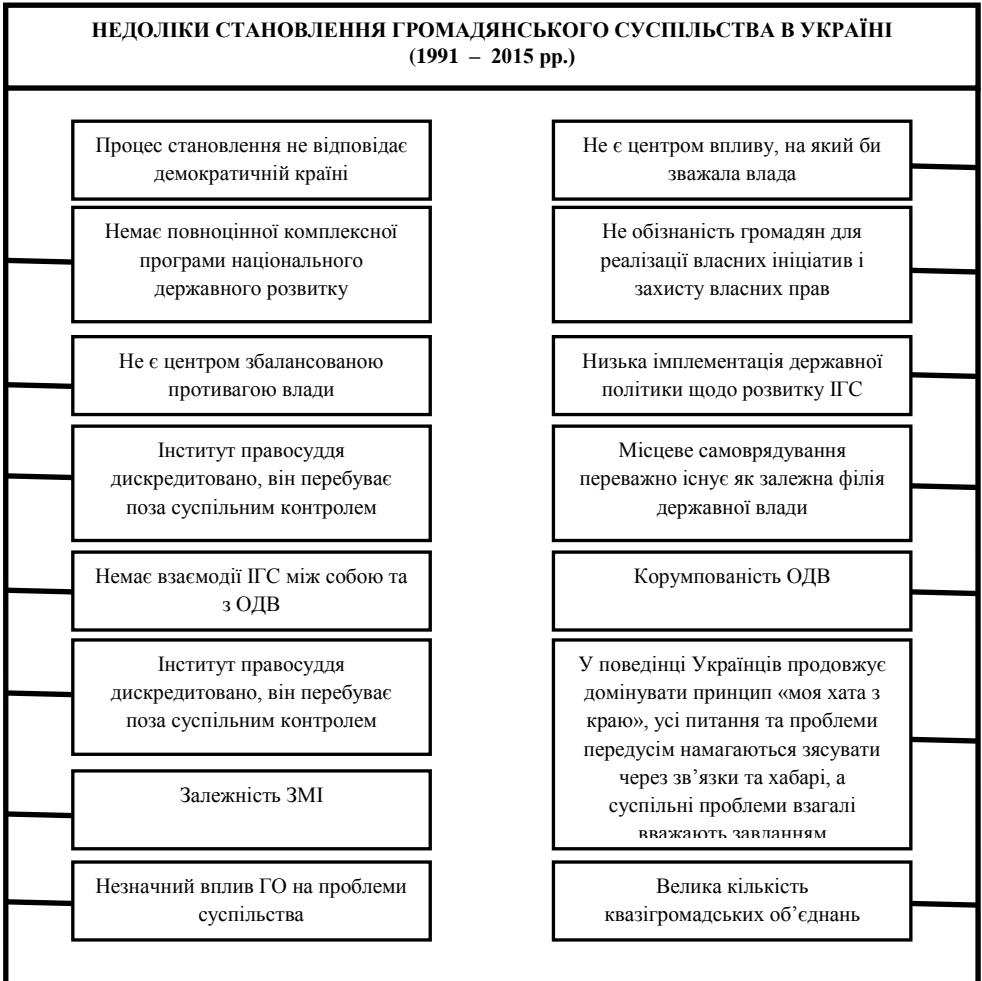 НЕДОЛІКИ СТАНОВЛЕННЯ ГРОМАДЯНСЬКОГО СУСПІЛЬСТВА В УКРАЇНІ
(1991 – 2015 рр.)
Процес становлення не відповідає
демократичній країні
Немає повноцінної комплексної
програми національного
державного розвитку
Не є центром збалансованою
противагою влади
Інститут правосуддя
дискредитовано, він перебуває
поза суспільним контролем
Немає взаємодії ІГС між собою та
з ОДВ
Інститут правосуддя
дискредитовано, він перебуває
поза суспільним контролем
Залежність ЗМІ
Незначний вплив ГО на проблеми
суспільства
Не є центром впливу, на який би
зважала влада
Не обізнаність громадян для
реалізації власних ініціатив і
захисту власних прав
Низька імплементація державної
політики щодо розвитку ІГС
Місцеве самоврядування
переважно існує як залежна філія
державної влади
Корумпованість ОДВ
У поведінці Українців продовжує
домінувати принцип «моя хата з
краю», усі питання та проблеми
передусім намагаються зясувати
через зв’язки та хабарі, а
суспільні проблеми взагалі
вважають завданням
Велика кількість
квазігромадських об’єднань